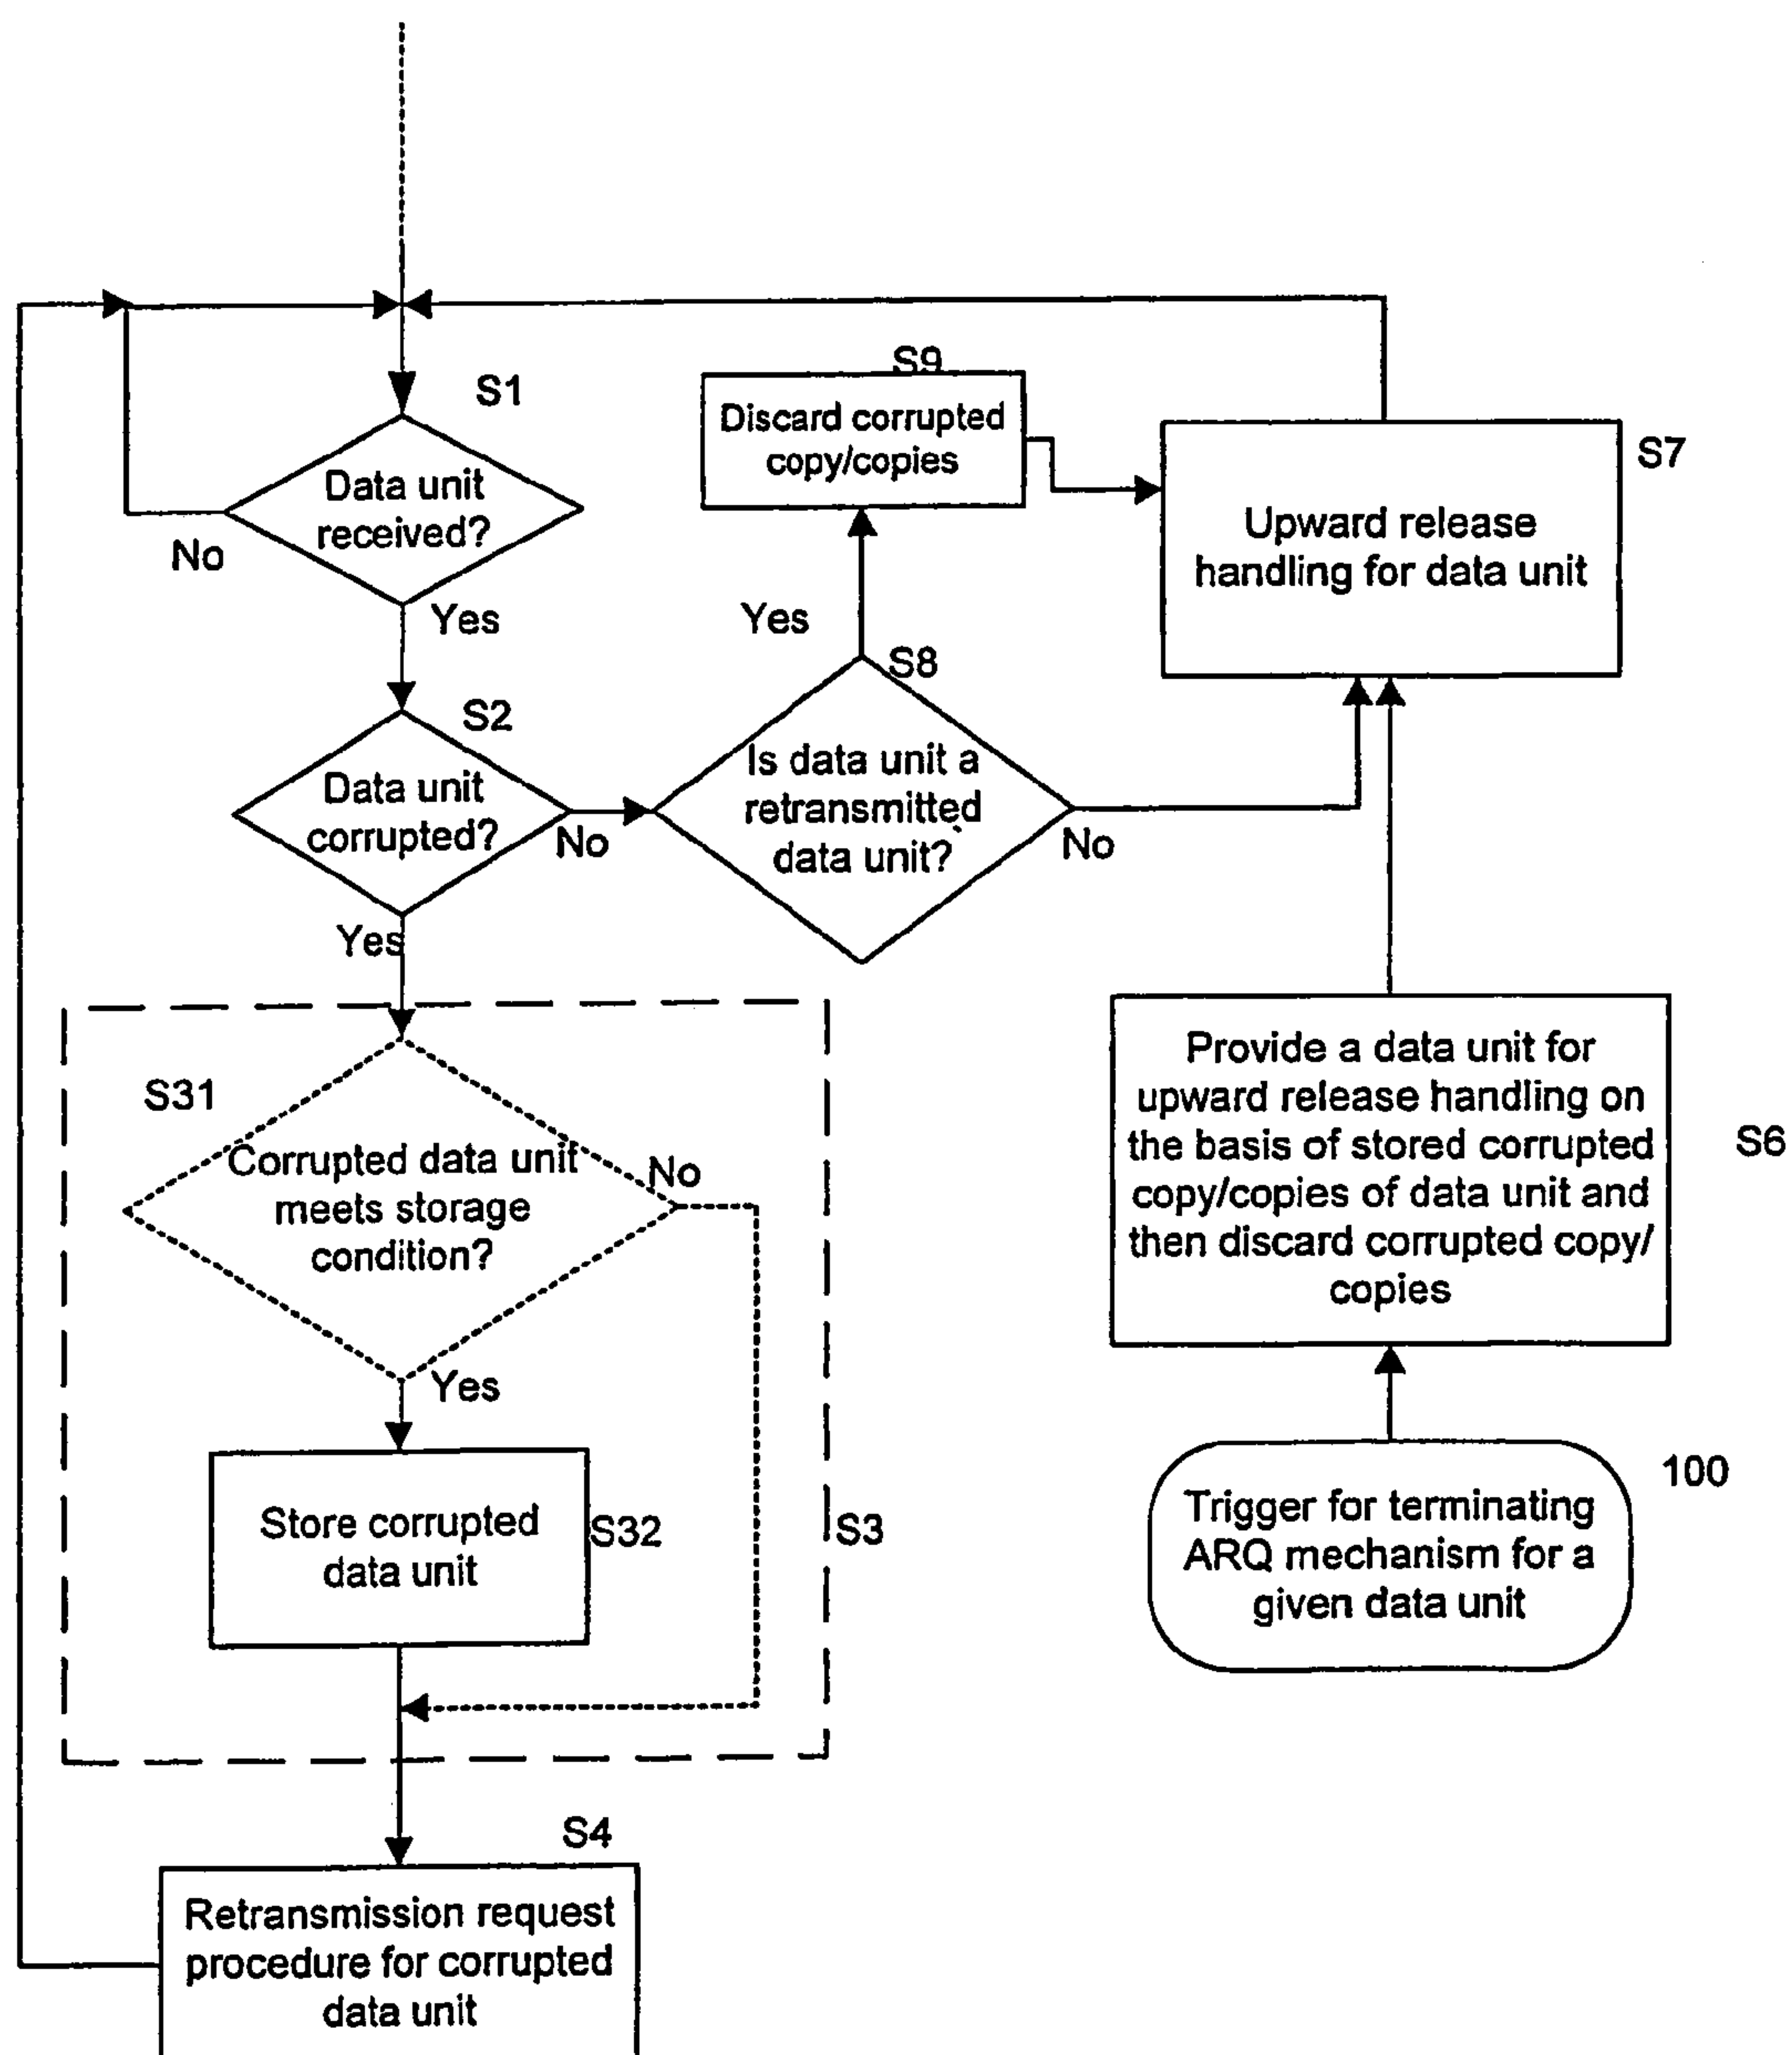 S1
Data unit
received?
No
Yes
S2
Data unit
corrupted?
No
Yes
S9
Discard corrupted
copy/copies
Yes
S8
Is data unit a
retransmitted
data unit?
No
S7
Upward release
handling for data unit
S31
Corrupted data unit
meets storage
condition?
No
Yes
Store corrupted
data unit
S32
S3
S4
Retransmission request
procedure for corrupted
data unit
Provide a data unit for
upward release handling on
the basis of stored corrupted
copy/copies of data unit and
then discard corrupted copy/
copies
S6
100
Trigger for terminating
ARQ mechanism for a
given data unit